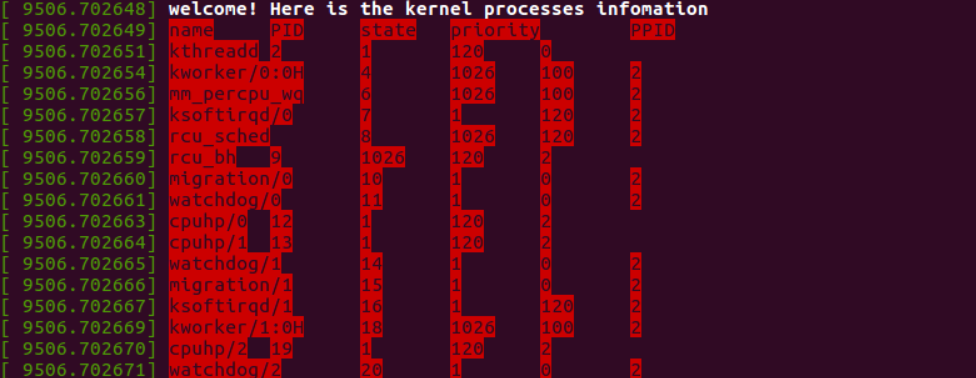 [ 9506.702648] welcome! Here is the kernel processes infomation
[ 9506.702649] name PID state priority PPID
[ 9506.702651] kthreadd 2 1 120 0
[ 9506.702654] kworker/0:0H 4 1026 100 2
[ 9506.702656] mm_percpu_wq 6 1026 100 2
[ 9506.702657] ksoftirqd/0 7 1 120 2
[ 9506.702658] rcu_sched 8 1026 120 2
[ 9506.702659] rcu_bh 9 1026 120 2
[ 9506.702660] migration/0 10 1 0 2
[ 9506.702661] watchdog/0 11 1 0 2
[ 9506.702663] cpuhp/0 12 1 120 2
[ 9506.702664] cpuhp/1 13 1 120 2
[ 9506.702665] watchdog/1 14 1 0 2
[ 9506.702666] migration/1 15 1 0 2
[ 9506.702667] ksoftirqd/1 16 1 120 2
[ 9506.702669] kworker/1:0H 18 1026 100 2
[ 9506.702670] cpuhp/2 19 1 120 2
[ 9506.702671] watchdog/2 20 1 0 2